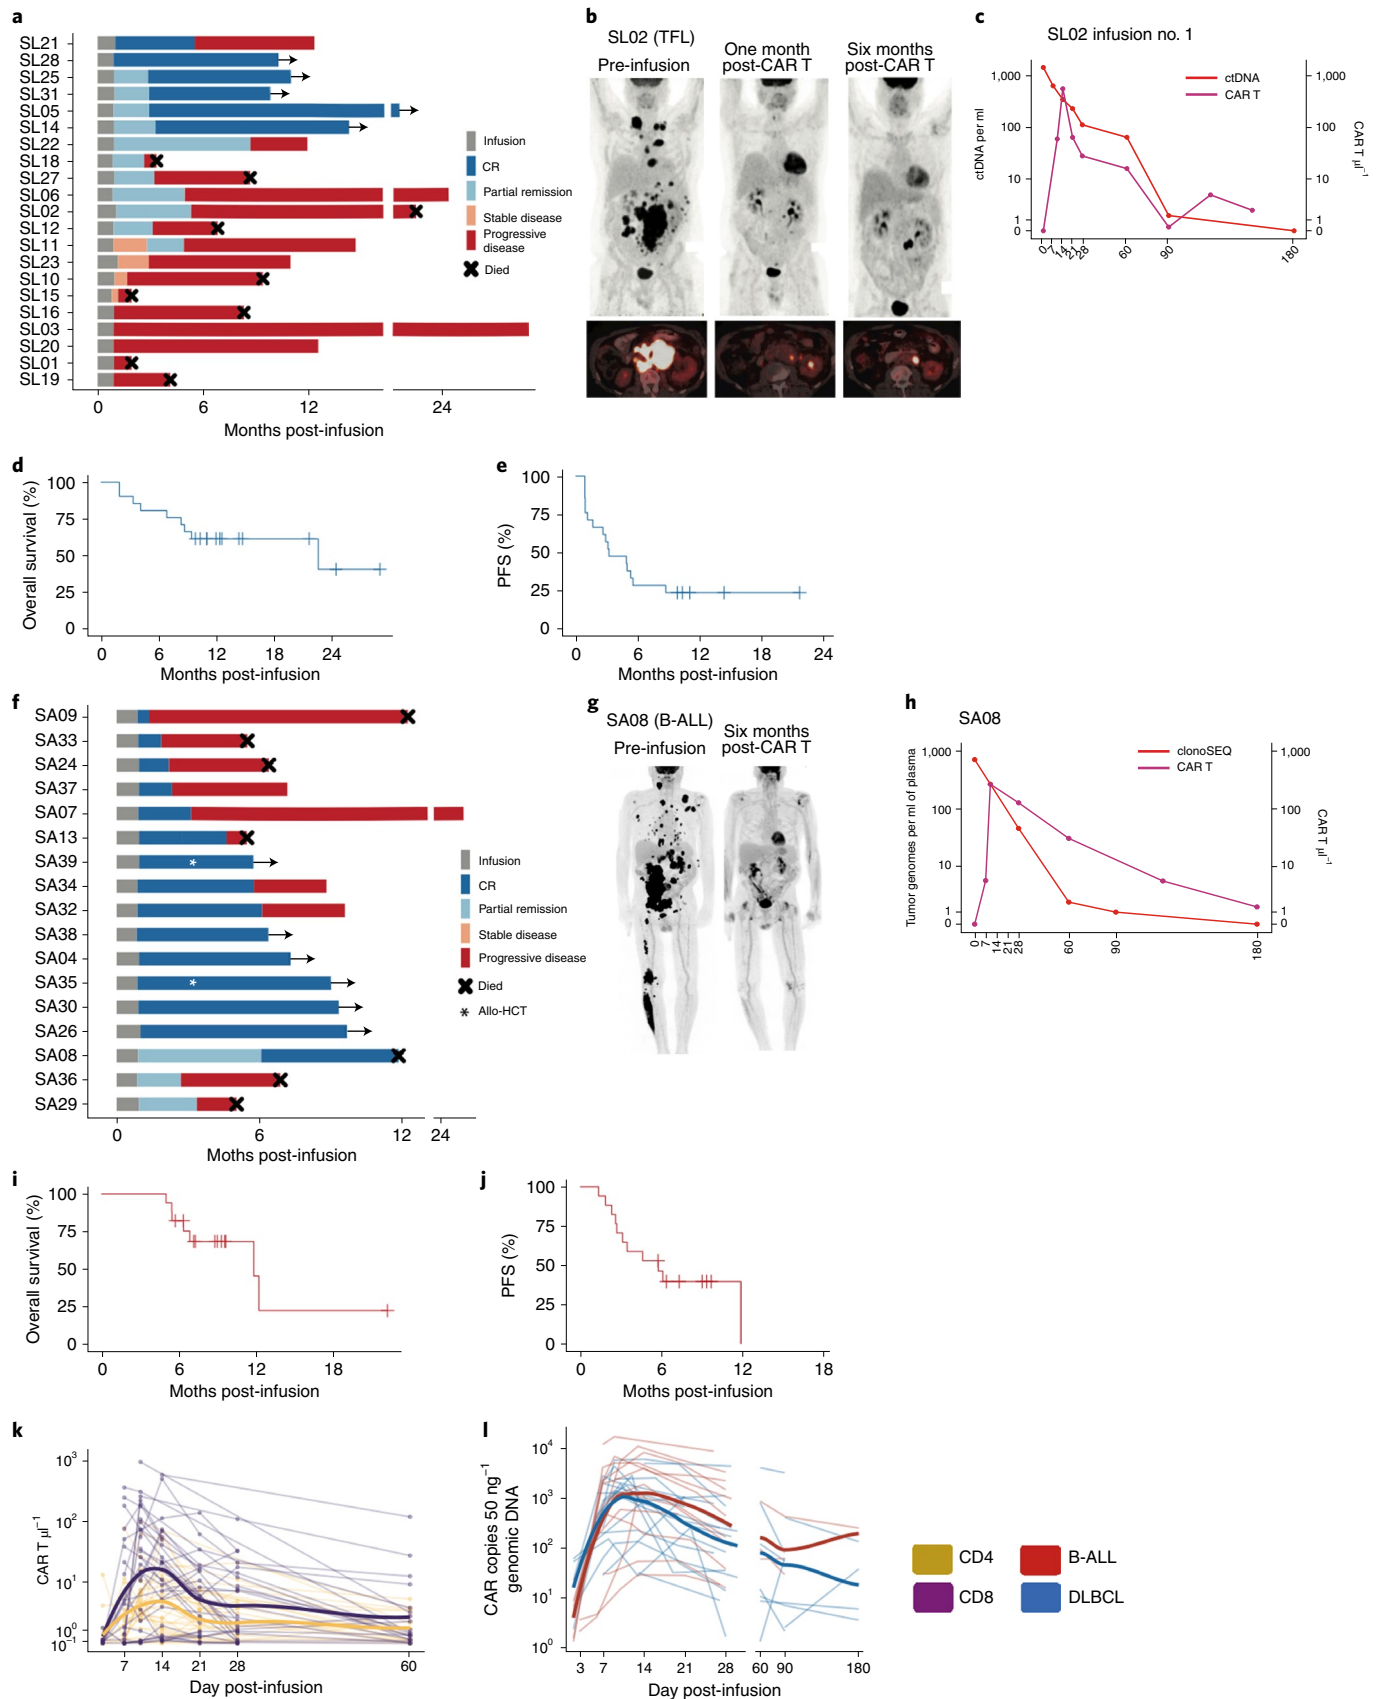 a
SL21
SL28
SL25
SL31
SL05
SL14
SL22
SL18
SL27
SL06
SL02
SL12
SL11
SL23
SL10
SL15
SL16
SL03
SL20
SL01
SL19
0 6 12 24
Months post-infusion
Infusion
CR
Partial remission
Stable disease
Progressive
disease
Died
b
SL02 (TFL)
Pre-infusion
One month
post-CAR T
Six months
post-CAR T
c
SL02 infusion no. 1
ctDNA per ml
1,000
100
10
1
0
ctDNA
CAR T
1,000
100
10
1
0
CAR T µl−1
0 7 14 21 28 60 90 180
d
Overall survival (%)
100
75
50
25
0
0 6 12 18 24
Months post-infusion
e
PFS (%)
100
75
50
25
0
0 6 12 18 24
Months post-infusion
f
SA09
SA33
SA24
SA37
SA07
SA13
SA39
SA34
SA32
SA38
SA04
SA35
SA30
SA26
SA08
SA36
SA29
* 
*
0 6 12 24
Moths post-infusion
Infusion
CR
Partial remission
Stable disease
Progressive disease
Died
* Allo-HCT
g
SA08 (B-ALL)
Pre-infusion
Six months
post-CAR T
h
SA08
Tumor genomes per ml of plasma
1,000
100
10
1
0
clonoSEQ
CAR T
1,000
100
10
1
0
CAR T µl−1
0 7 14 21 28 60 90 180
i
Overall survival (%)
100
75
50
25
0
0 6 12 18
Moths post-infusion
j
PFS (%)
100
75
50
25
0
0 6 12 18
Moths post-infusion
k
CAR T µl−1
10³
10²
10¹
10⁰
10−1
7 14 21 28 60
Day post-infusion
l
CAR copies 50 ng−1
genomic DNA
10⁴
10³
10²
10¹
10⁰
3 7 14 21 28 60 90 180
Day post-infusion
CD4
B-ALL
CD8
DLBCL